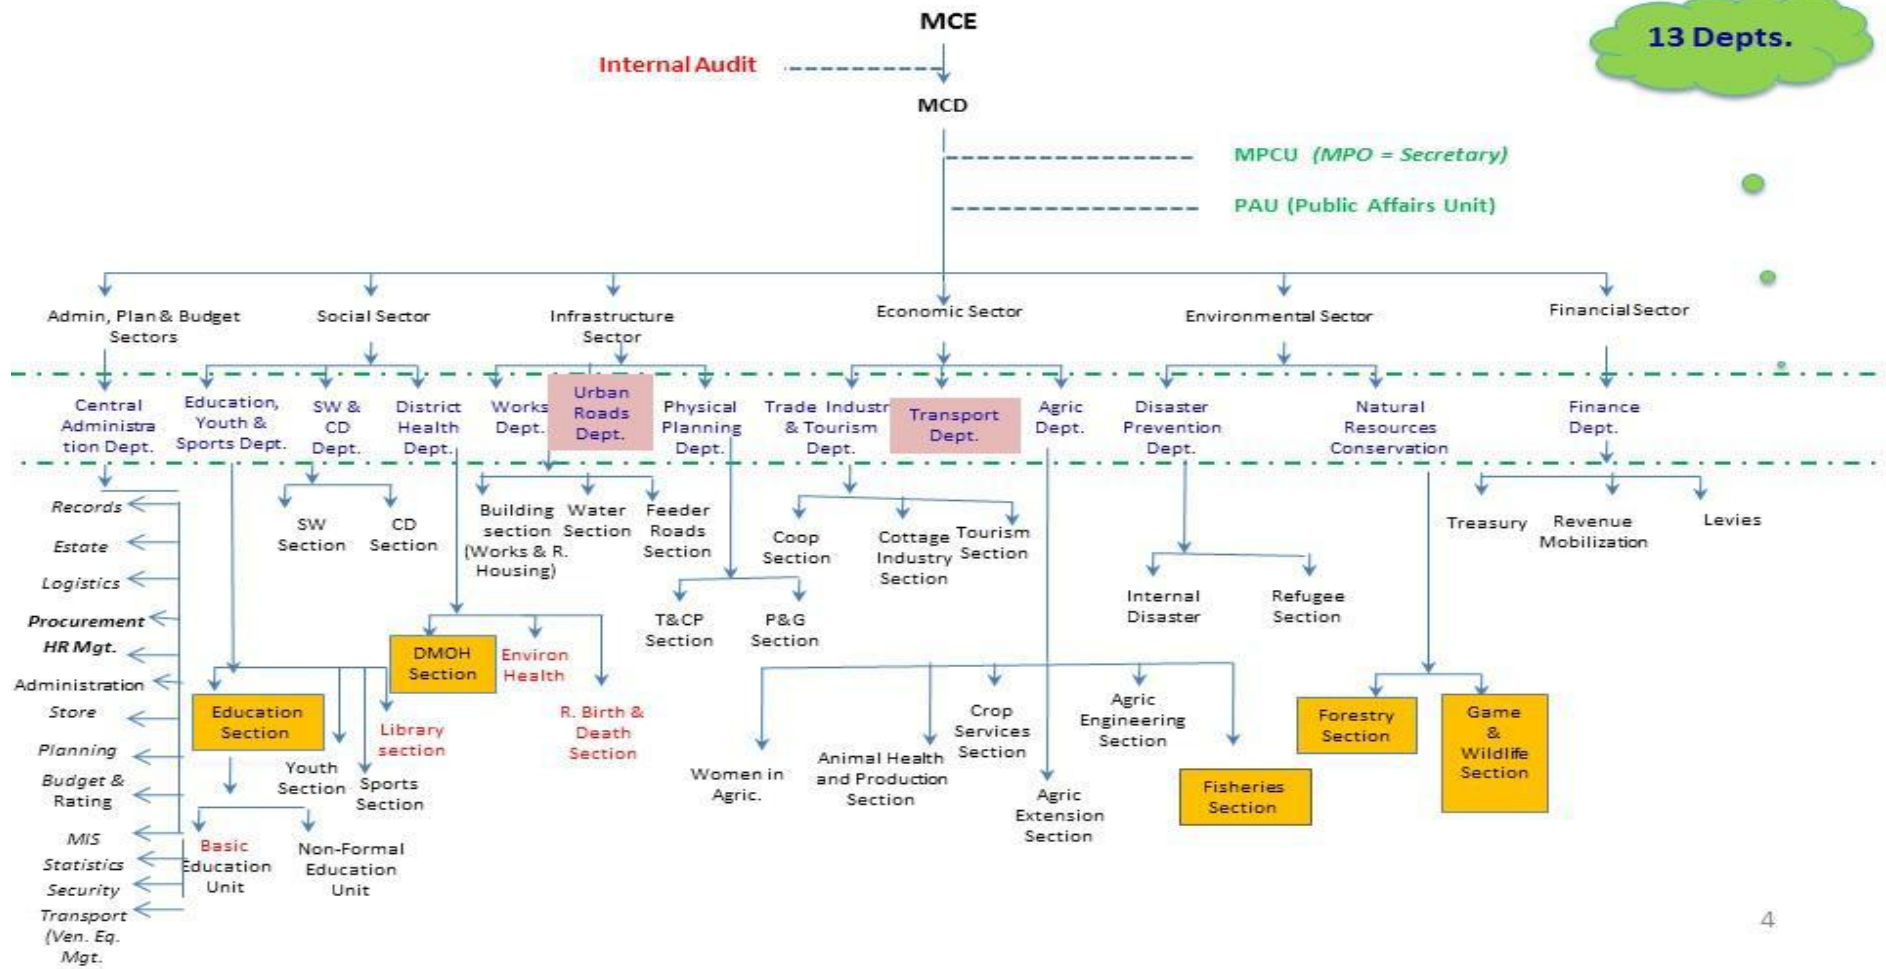 MCE
13 Depts.
Internal Audit
MCD
MPCU (MPO = Secretary)
PAU (Public Affairs Unit)
Admin, Plan & Budget
Sectors
Social Sector
Infrastructure
Sector
Economic Sector
Environmental Sector
Financial Sector
Central
Administra
tion Dept.
Education,
Youth &
Sports Dept.
SW &
CD
Dept.
District
Health
Dept.
Works
Dept.
Urban
Roads
Dept.
Physical
Planning
Dept.
Trade Industr
& Tourism
Dept.
Transport
Dept.
Agric
Dept.
Disaster
Prevention
Dept.
Natural
Resources
Conservation
Finance
Dept.
Records
Estate
Logistics
Procurement
HR Mgt.
Administration
Store
Planning
Budget &
Rating
MIS
Statistics
Security
Transport
(Ven. Eq.
Mgt.
SW
Section
CD
Section
Building
section
(Works & R.
Housing)
Water
Section
Feeder
Roads
Section
Coop
Section
Cottage
Industry
Section
Tourism
Section
Treasury
Revenue
Mobilization
Levies
Internal
Disaster
Refugee
Section
T&CP
Section
P&G
Section
DMOH
Section
Environ
Health
R. Birth &
Death
Section
Education
Section
Library
section
Youth
Section
Sports
Section
Basic
Education
Unit
Non-Formal
Education
Unit
Women in
Agric.
Animal Health
and Production
Section
Crop
Services
Section
Agric
Extension
Section
Agric
Engineering
Section
Fisheries
Section
Forestry
Section
Game
&
Wildlife
Section
4